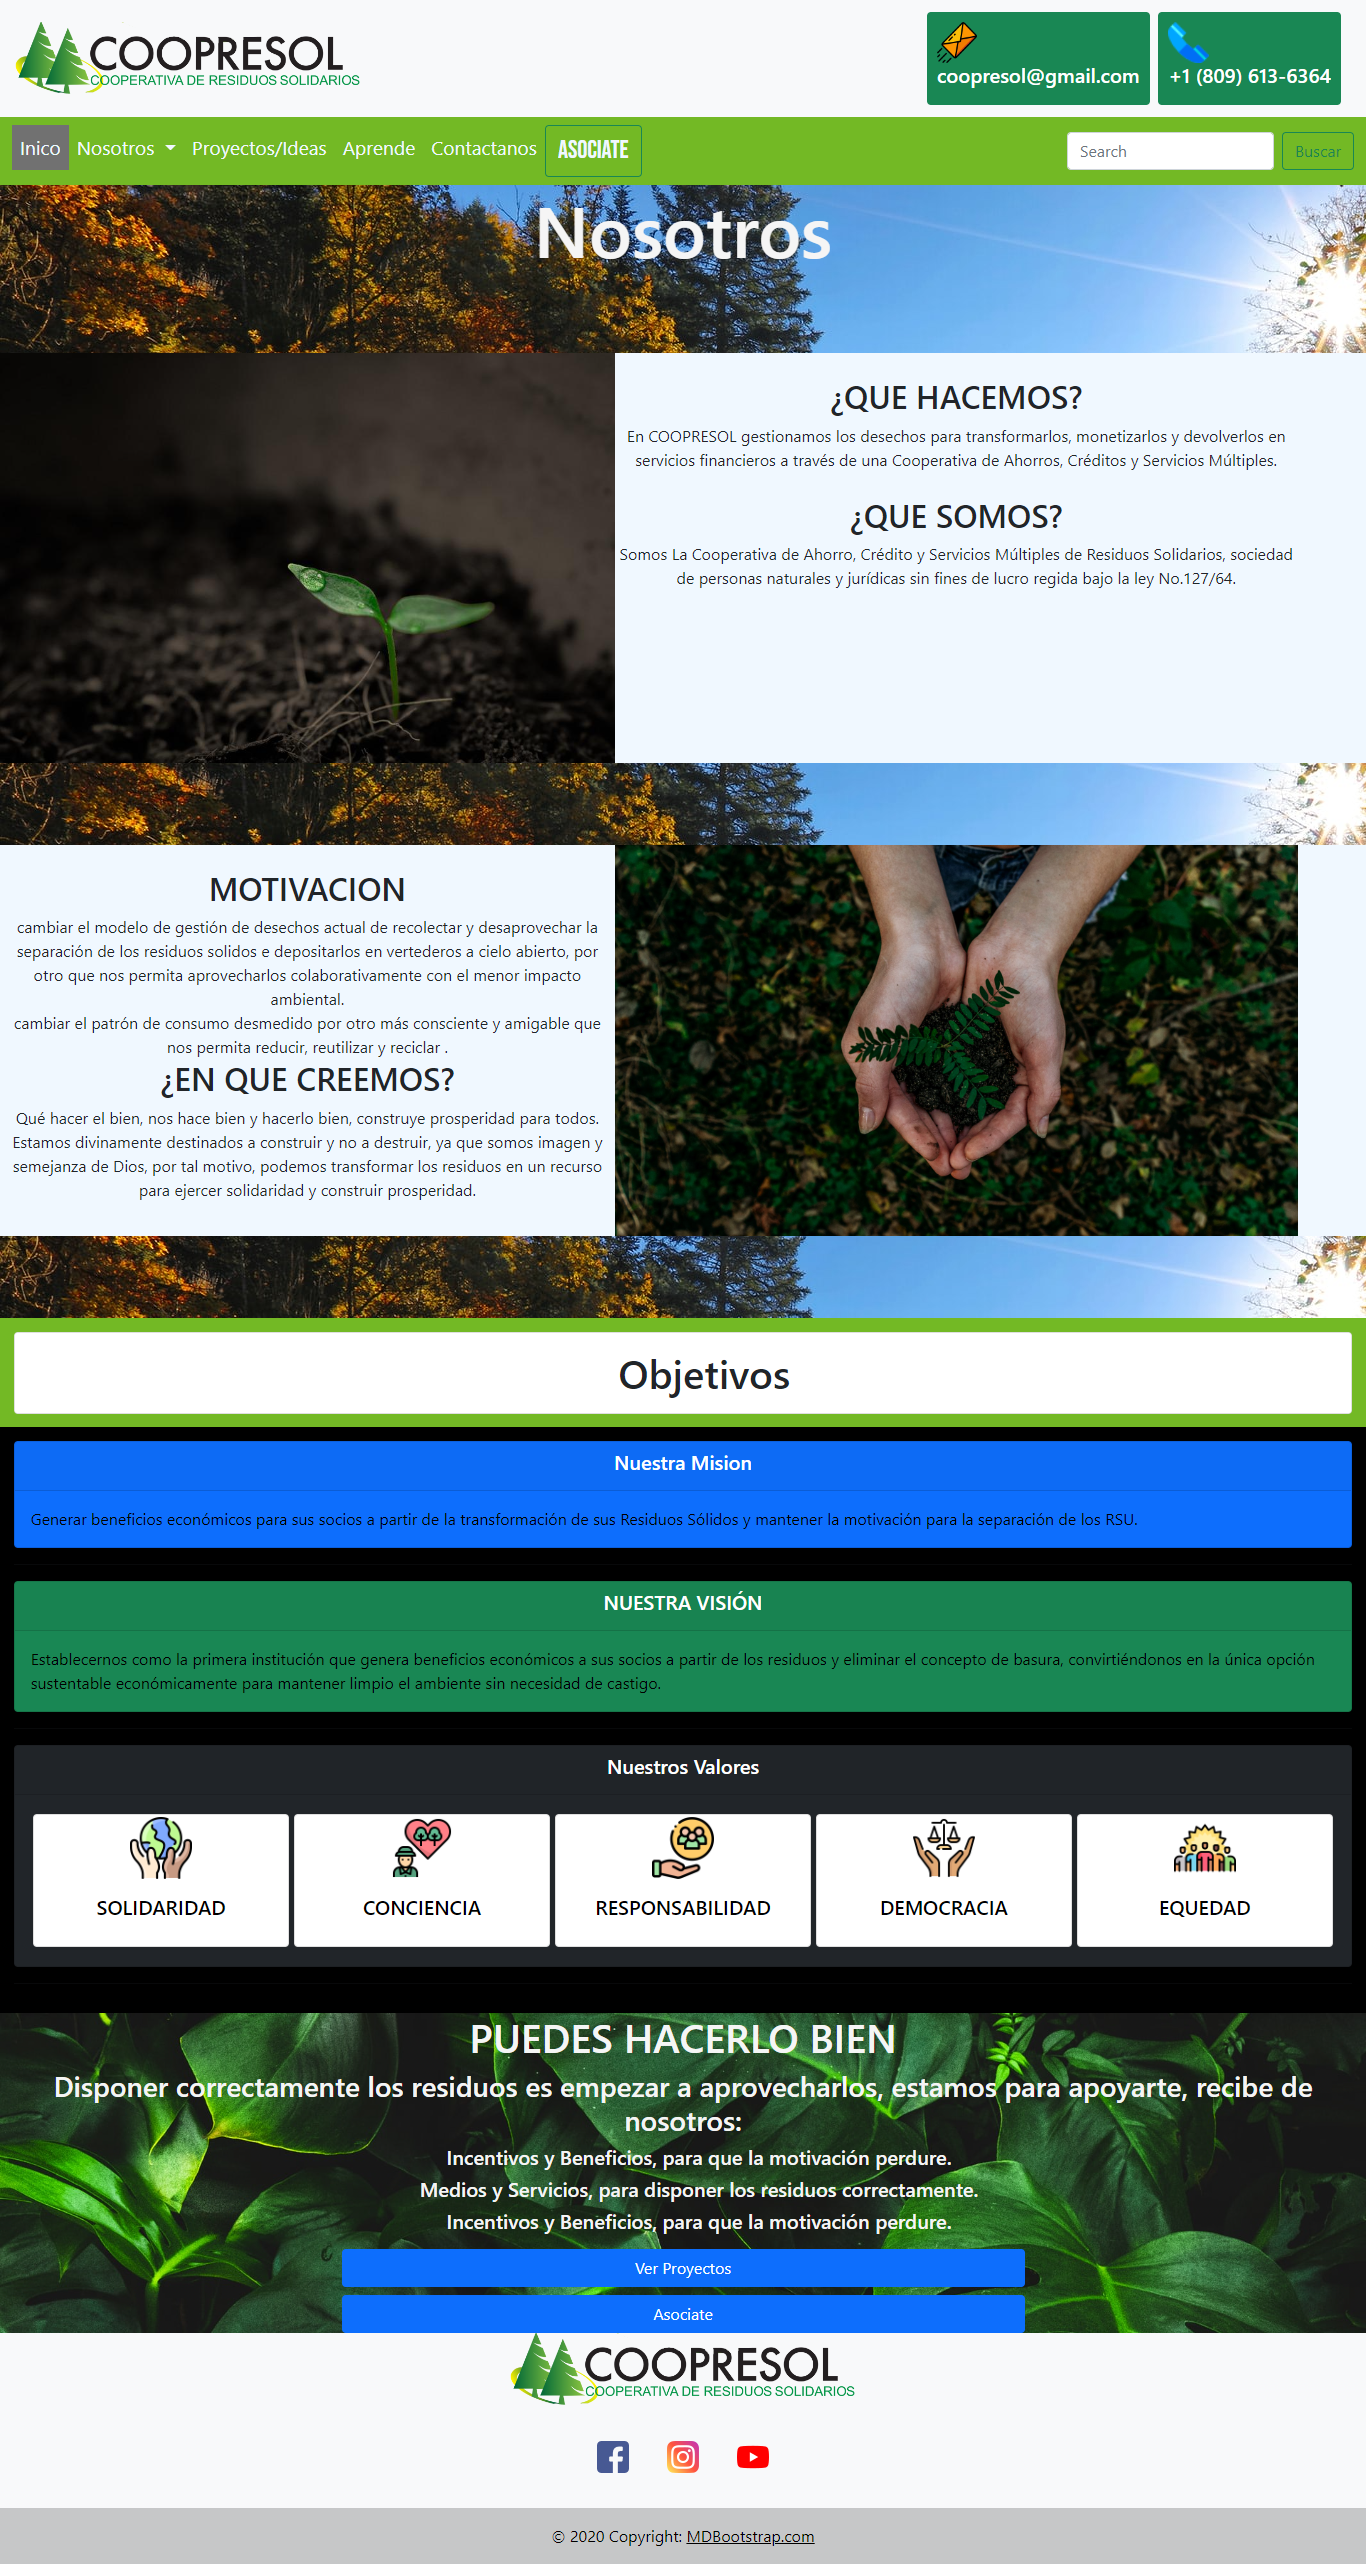 COOPRESOL
COOPERATIVA DE RESIDUOS SOLIDARIOS
coopresol@gmail.com
+1 (809) 613-6364
Inico Nosotros Proyectos/Ideas Aprende Contactanos ASOCIATE Search Buscar
Nosotros
¿QUE HACEMOS?
En COOPRESOL gestionamos los desechos para transformarlos, monetizarlos y devolverlos en
servicios financieros a través de una Cooperativa de Ahorros, Créditos y Servicios Múltiples.
¿QUE SOMOS?
Somos La Cooperativa de Ahorro, Crédito y Servicios Múltiples de Residuos Solidarios, sociedad
de personas naturales y jurídicas sin fines de lucro regida bajo la ley No.127/64.
MOTIVACION
cambiar el modelo de gestión de desechos actual de recolectar y desaprovechar la
separación de los residuos solidos e depositarlos en vertederos a cielo abierto, por
otro que nos permita aprovecharlos colaborativamente con el menor impacto
ambiental.
cambiar el patrón de consumo desmedido por otro más consciente y amigable que
nos permita reducir, reutilizar y reciclar .
¿EN QUE CREEMOS?
Qué hacer el bien, nos hace bien y hacerlo bien, construye prosperidad para todos.
Estamos divinamente destinados a construir y no a destruir, ya que somos imagen y
semejanza de Dios, por tal motivo, podemos transformar los residuos en un recurso
para ejercer solidaridad y construir prosperidad.
Objetivos
Nuestra Mision
Generar beneficios económicos para sus socios a partir de la transformación de sus Residuos Sólidos y mantener la motivación para la separación de los RSU.
NUESTRA VISIÓN
Establecernos como la primera institución que genera beneficios económicos a sus socios a partir de los residuos y eliminar el concepto de basura, convirtiéndonos en la única opción
sustentable económicamente para mantener limpio el ambiente sin necesidad de castigo.
Nuestros Valores
SOLIDARIDAD CONCIENCIA RESPONSABILIDAD DEMOCRACIA EQUEDAD
PUEDES HACERLO BIEN
Disponer correctamente los residuos es empezar a aprovecharlos, estamos para apoyarte, recibe de
nosotros:
Incentivos y Beneficios, para que la motivación perdure.
Medios y Servicios, para disponer los residuos correctamente.
Incentivos y Beneficios, para que la motivación perdure.
Ver Proyectos
Asociate
COOPRESOL
COOPERATIVA DE RESIDUOS SOLIDARIOS
© 2020 Copyright: MDBootstrap.com